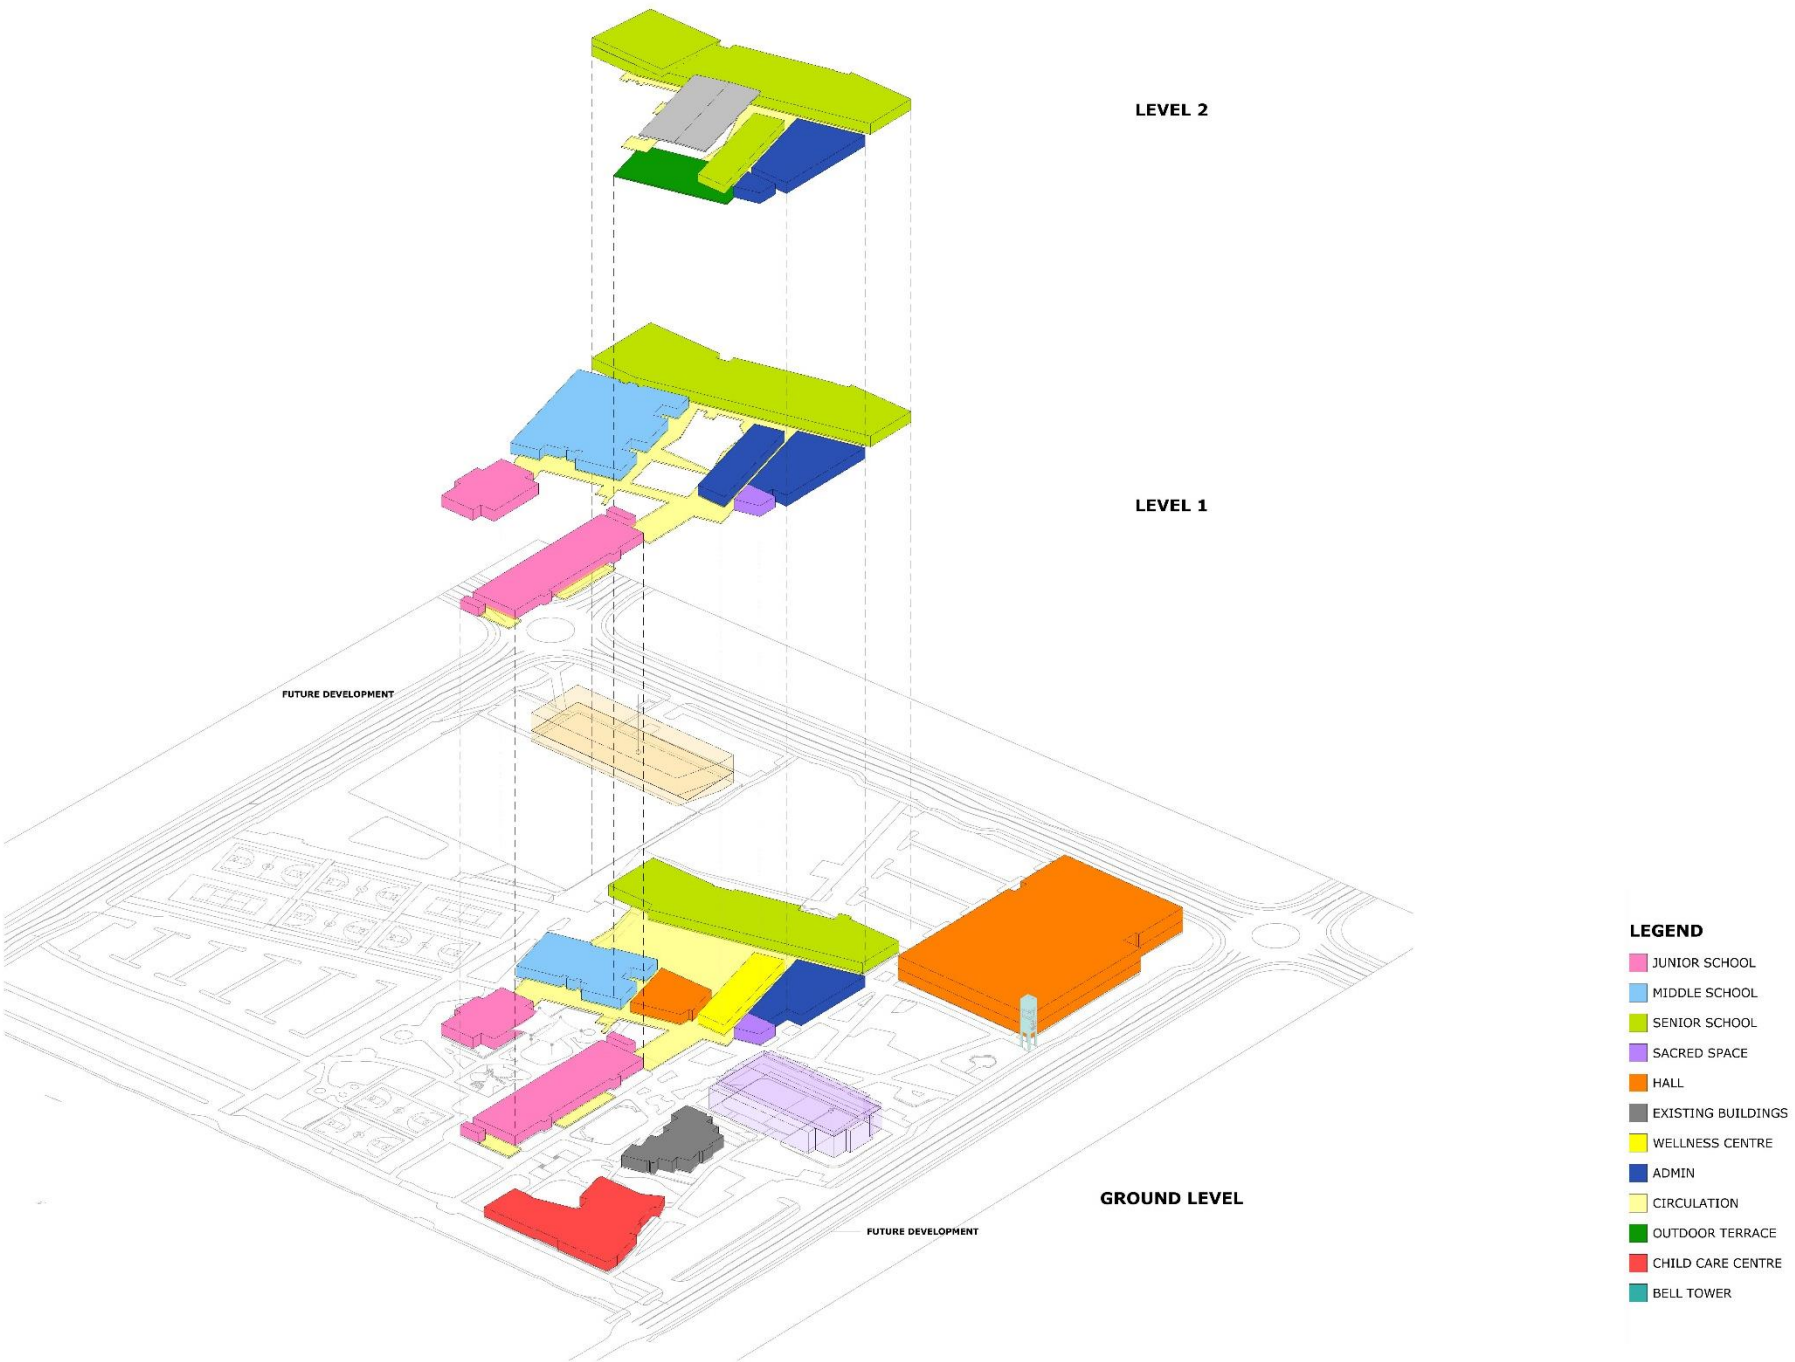 LEVEL 2
LEVEL 1
FUTURE DEVELOPMENT
GROUND LEVEL
FUTURE DEVELOPMENT
LEGEND
JUNIOR SCHOOL
MIDDLE SCHOOL
SENIOR SCHOOL
SACRED SPACE
HALL
EXISTING BUILDINGS
WELLNESS CENTRE
ADMIN
CIRCULATION
OUTDOOR TERRACE
CHILD CARE CENTRE
BELL TOWER